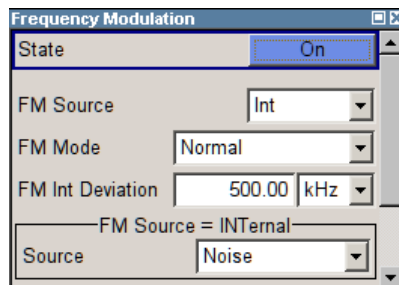 Frequency Modulation
State On
FM Source Int
FM Mode Normal
FM Int Deviation 500.00 kHz
FM Source = INTernal
Source Noise